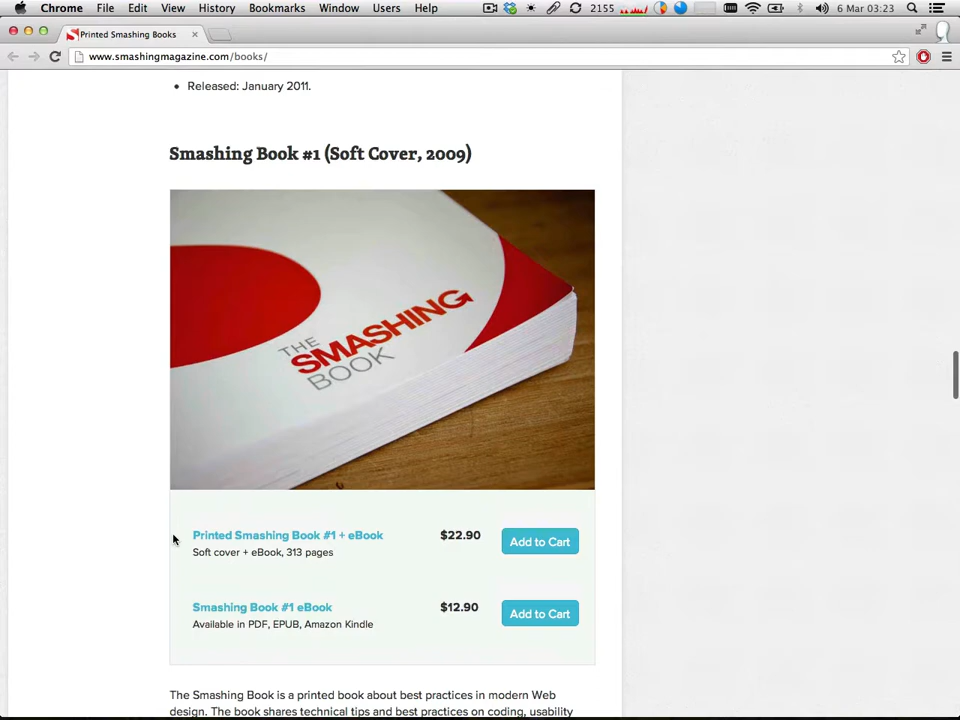 Chrome File Edit View History Bookmarks Window Users Help 2155 6 Mar 03:23
Printed Smashing Books
www.smashingmagazine.com/books/
• Released: January 2011.
Smashing Book #1 (Soft Cover, 2009)
THE
SMASHING
BOOK
Printed Smashing Book #1 + eBook $22.90 Add to Cart
Soft cover + eBook, 313 pages
Smashing Book #1 eBook $12.90 Add to Cart
Available in PDF, EPUB, Amazon Kindle
The Smashing Book is a printed book about best practices in modern Web
design. The book shares technical tips and best practices on coding, usability